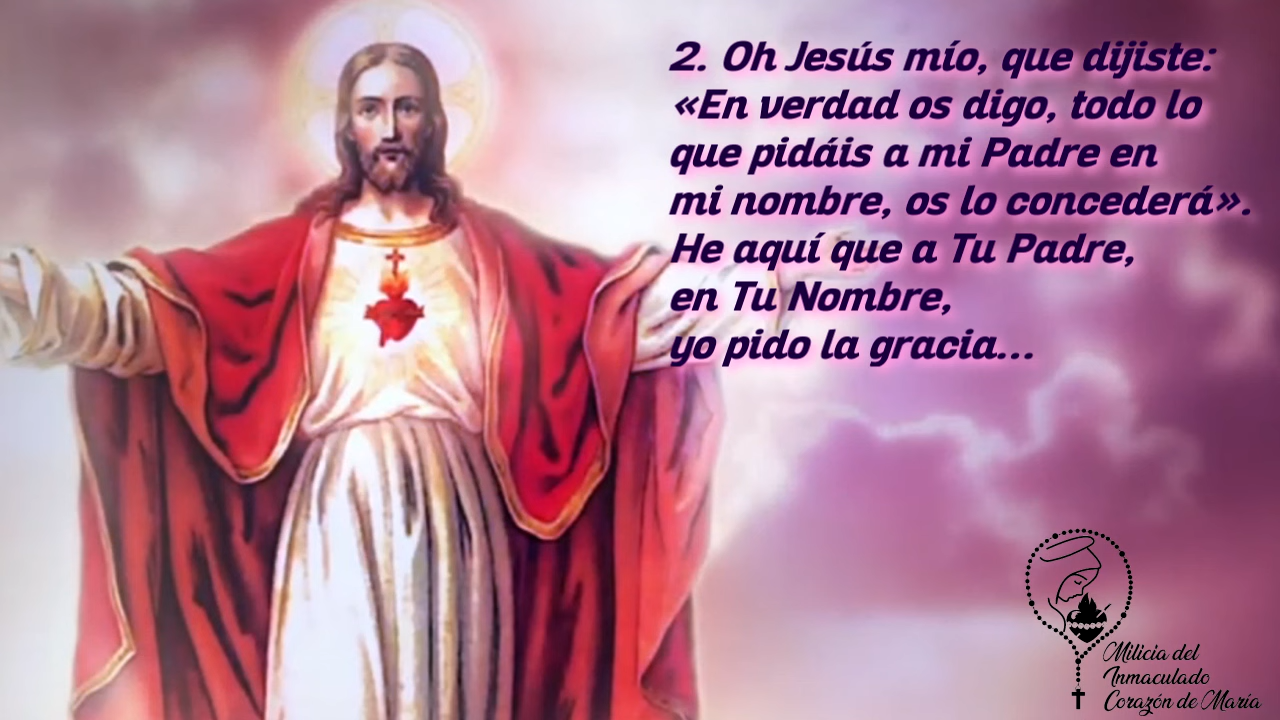 2. Oh Jesús mío, que dijiste:
«En verdad os digo, todo lo
que pidáis a mi Padre en
mi nombre, os lo concederá».
He aquí que a Tu Padre,
en Tu Nombre,
yo pido la gracia...
Milicia del
Inmaculado
Corazón de María